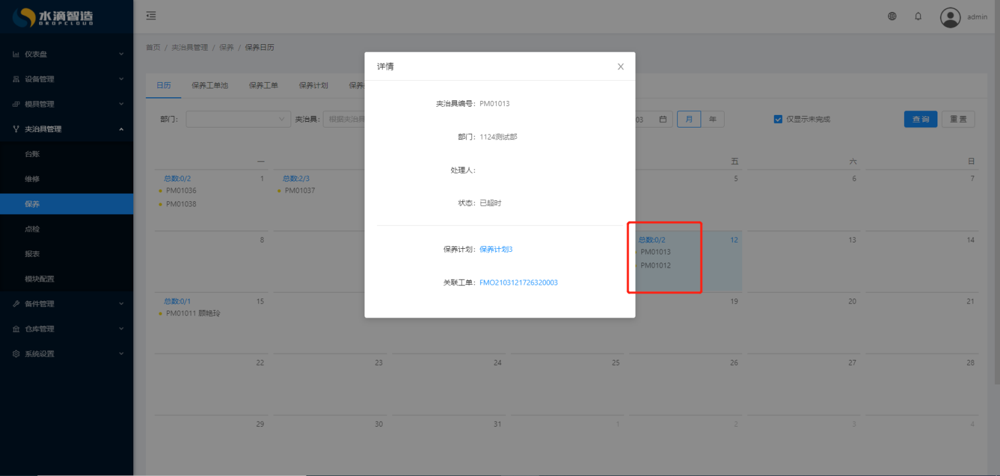 水滴智造
DROPCLOUD
admin
仪表盘
设备管理
模具管理
夹治具管理
台账
维修
保养
点检
报表
模块配置
备件管理
仓库管理
系统设置
首页 / 夹治具管理 / 保养 / 保养日历
日历 保养工单池 保养工单 保养计划 保养
部门： 夹治具： 根据夹治具 03 月 年 仅显示未完成 查 询 重 置
一 五 六 日
总数:0/2 1 总数:2/3 5 6 7
PM01036 PM01037
PM01038
8 总数:0/2 12 13 14
PM01013
PM01012
总数:0/1 15 19 20 21
PM01011 顾艳玲
22 23 24 25 26 27 28
29 30 31 1 2 3 4
详情
夹治具编号： PM01013
部门： 1124测试部
处理人：
状态： 已超时
保养计划： 保养计划3
关联工单： FMO2103121726320003